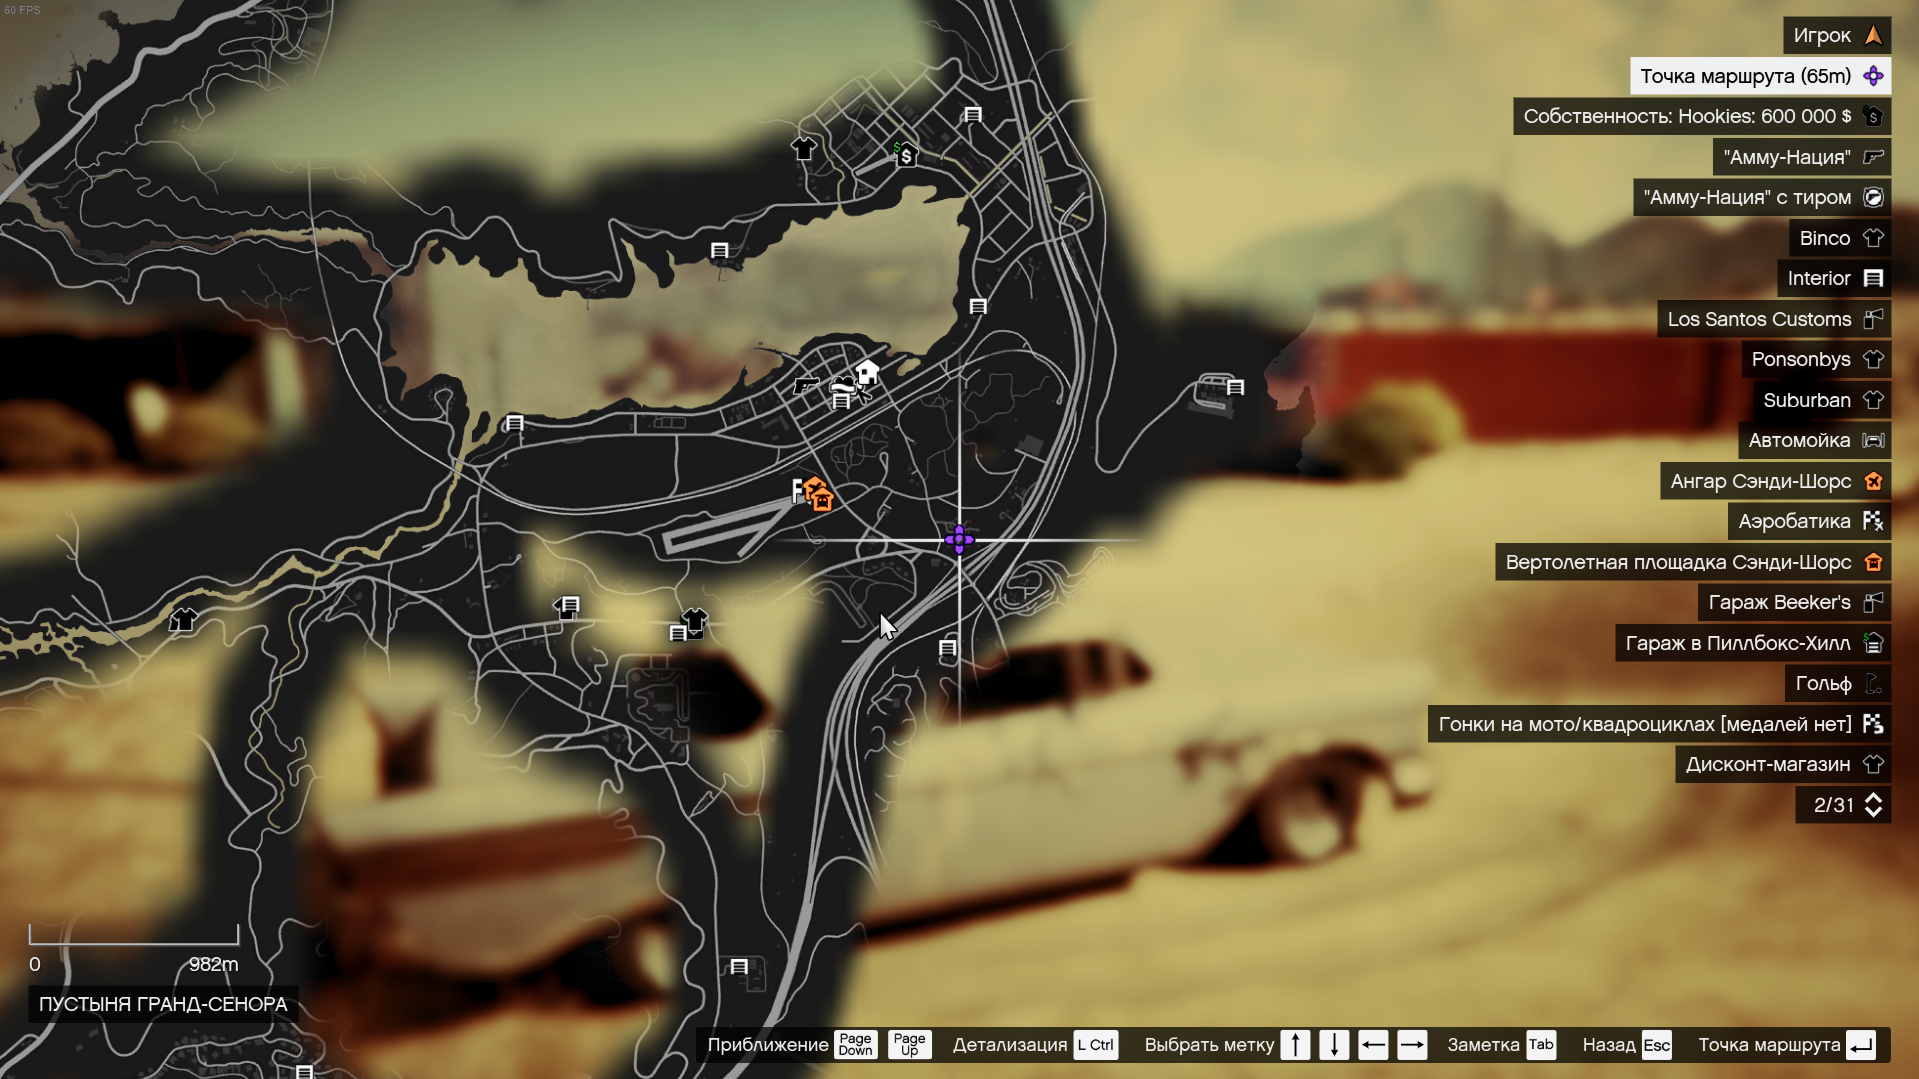 60 FPS
Игрок
Точка маршрута (65m)
Собственность: Hookies: 600 000 $
"Амму-Нация"
"Амму-Нация" с тиром
Binco
Interior
Los Santos Customs
Ponsonbys
Suburban
Автомойка
Ангар Сэнди-Шорс
Аэробатика
Вертолетная площадка Сэнди-Шорс
Гараж Beeker's
Гараж в Пиллбокс-Хилл
Гольф
Гонки на мото/квадроциклах [медалей нет]
Дисконт-магазин
2/31
0 982m
ПУСТЫНЯ ГРАНД-СЕНОРА
Приближение Page Down Page Up Детализация L Ctrl Выбрать метку ↑ ↓ ← → Заметка Tab Назад Esc Точка маршрута ↵